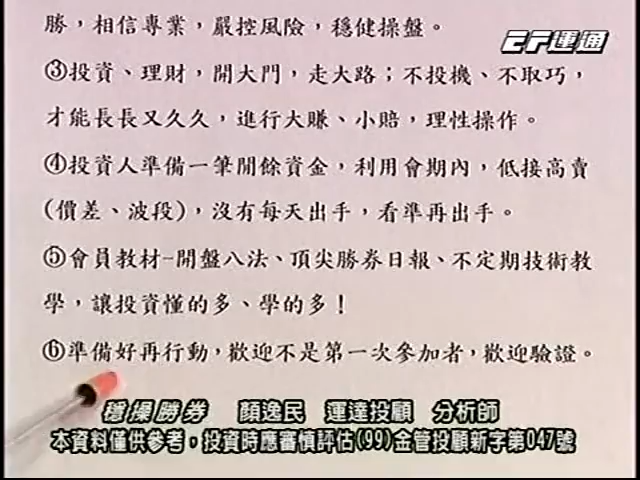 勝，相信專業，嚴控風險，穩健操盤。
ET運通
③投資、理財，開大門，走大路；不投機、不取巧，
才能長長又久久，進行大賺、小賠，理性操作。
④投資人準備一筆閒餘資金，利用會期內，低接高賣
(價差、波段)，沒有每天出手，看準再出手。
⑤會員教材-開盤八法、頂尖勝券日報、不定期技術教
學，讓投資懂的多、學的多！
⑥準備好再行動，歡迎不是第一次參加者，歡迎驗證。
穩操勝券 顏逸民 運達投顧 分析師
本資料僅供參考，投資時應審慎評估(99)金管投顧新字第047號